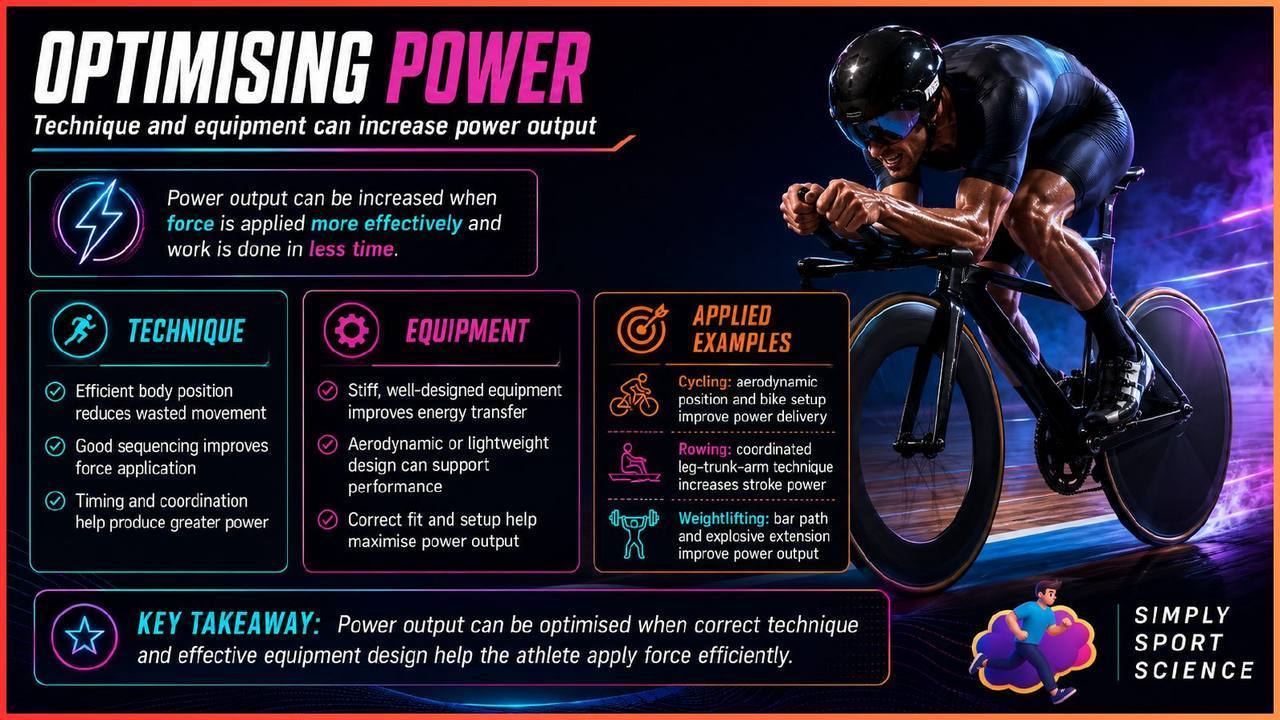 OPTIMISING POWER
Technique and equipment can increase power output
Power output can be increased when
force is applied more effectively and
work is done in less time.
TECHNIQUE
Efficient body position
reduces wasted movement
Good sequencing improves
force application
Timing and coordination
help produce greater power
EQUIPMENT
Stiff, well-designed equipment
improves energy transfer
Aerodynamic or lightweight
design can support
performance
Correct fit and setup help
maximise power output
APPLIED
EXAMPLES
Cycling: aerodynamic
position and bike setup
improve power delivery
Rowing: coordinated
leg–trunk–arm technique
increases stroke power
Weightlifting: bar path
and explosive extension
improve power output
KEY TAKEAWAY: Power output can be optimised when correct technique
and effective equipment design help the athlete apply force efficiently.
SIMPLY
SPORT
SCIENCE